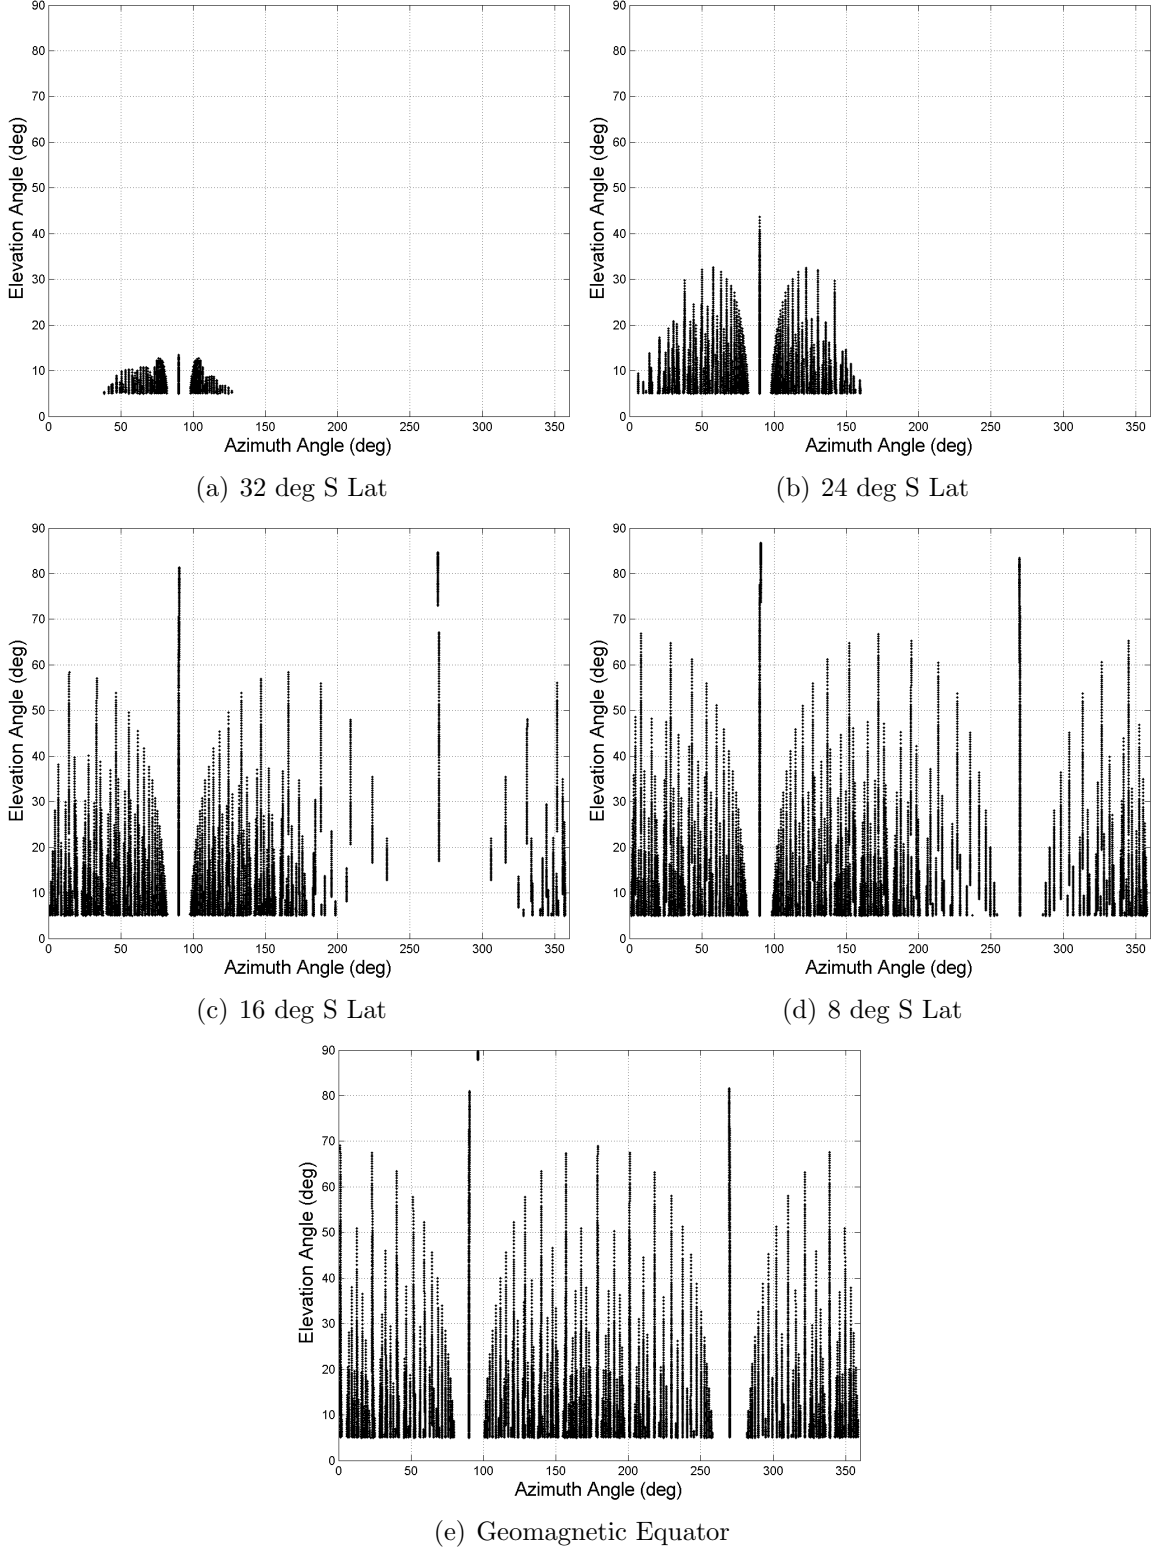 90
80
70
60
50
40
30
20
10
0
Elevation Angle (deg)
0 50 100 150 200 250 300 350
Azimuth Angle (deg)
(a) 32 deg S Lat
90
80
70
60
50
40
30
20
10
0
Elevation Angle (deg)
0 50 100 150 200 250 300 350
Azimuth Angle (deg)
(b) 24 deg S Lat
90
80
70
60
50
40
30
20
10
0
Elevation Angle (deg)
0 50 100 150 200 250 300 350
Azimuth Angle (deg)
(c) 16 deg S Lat
90
80
70
60
50
40
30
20
10
0
Elevation Angle (deg)
0 50 100 150 200 250 300 350
Azimuth Angle (deg)
(d) 8 deg S Lat
90
80
70
60
50
40
30
20
10
0
Elevation Angle (deg)
0 50 100 150 200 250 300 350
Azimuth Angle (deg)
(e) Geomagnetic Equator